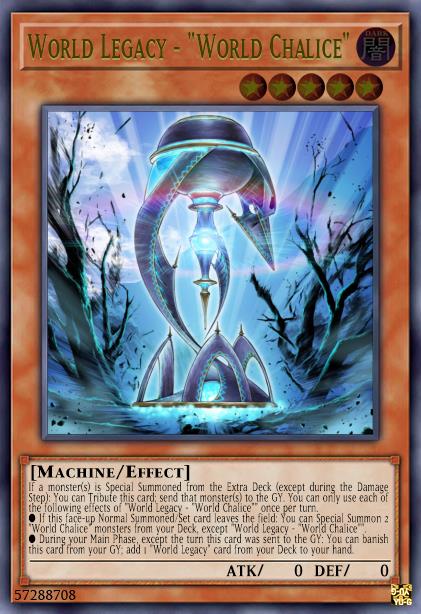 World Legacy - "World Chalice"
DARK
闇
[Machine/Effect]
If a monster(s) is Special Summoned from the Extra Deck (except during the Damage
Step): You can Tribute this card; send that monster(s) to the GY. You can only use each of
the following effects of "World Legacy - "World Chalice"" once per turn.
● If this face-up Normal Summoned/Set card leaves the field: You can Special Summon 2
"World Chalice" monsters from your Deck, except "World Legacy - "World Chalice"".
● During your Main Phase, except the turn this card was sent to the GY: You can banish
this card from your GY; add 1 "World Legacy" card from your Deck to your hand.
ATK/ 0 DEF/ 0
57288708